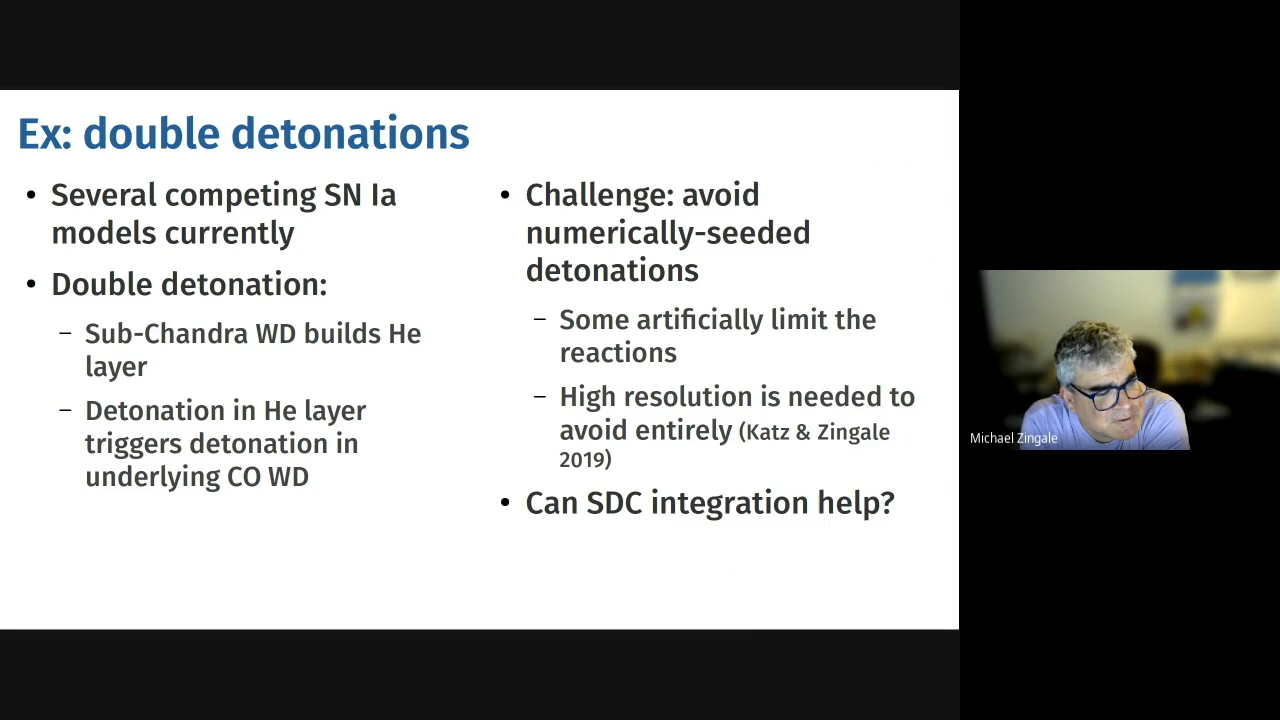 Ex: double detonations
• Several competing SN Ia
models currently
• Double detonation:
– Sub-Chandra WD builds He
layer
– Detonation in He layer
triggers detonation in
underlying CO WD
• Challenge: avoid
numerically-seeded
detonations
– Some artificially limit the
reactions
– High resolution is needed to
avoid entirely (Katz & Zingale
2019)
• Can SDC integration help?
Michael Zingale